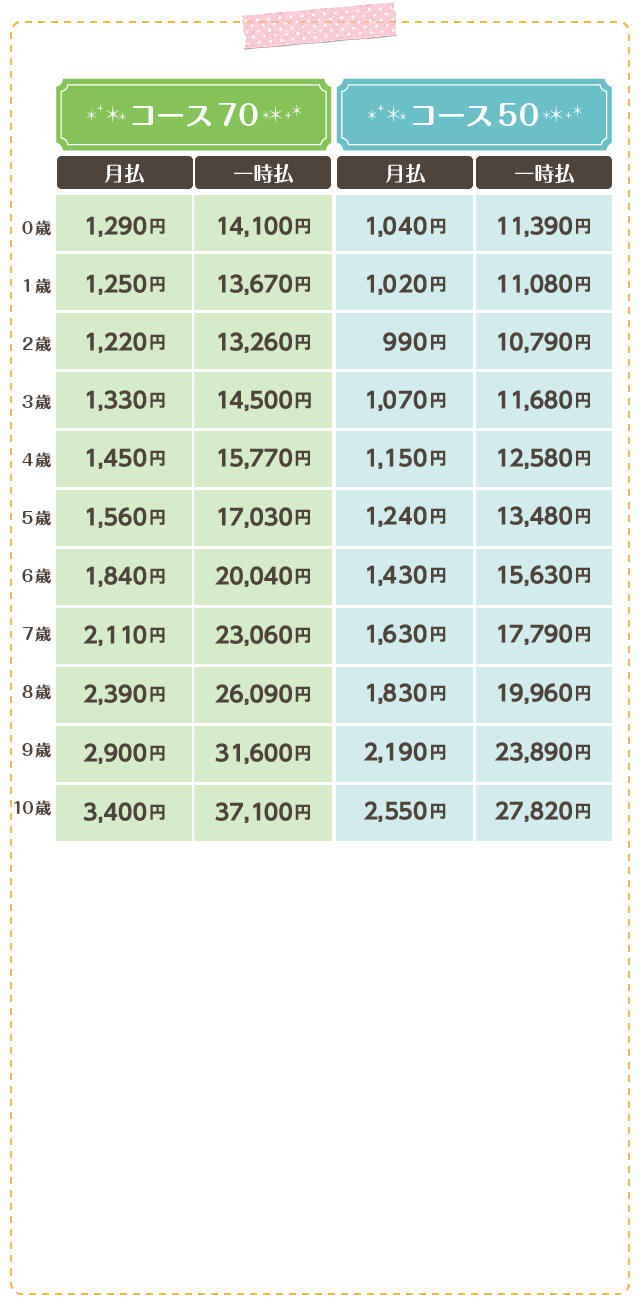 コース70 コース50
月払 一時払 月払 一時払
0歳 1,290円 14,100円 1,040円 11,390円
1歳 1,250円 13,670円 1,020円 11,080円
2歳 1,220円 13,260円 990円 10,790円
3歳 1,330円 14,500円 1,070円 11,680円
4歳 1,450円 15,770円 1,150円 12,580円
5歳 1,560円 17,030円 1,240円 13,480円
6歳 1,840円 20,040円 1,430円 15,630円
7歳 2,110円 23,060円 1,630円 17,790円
8歳 2,390円 26,090円 1,830円 19,960円
9歳 2,900円 31,600円 2,190円 23,890円
10歳 3,400円 37,100円 2,550円 27,820円